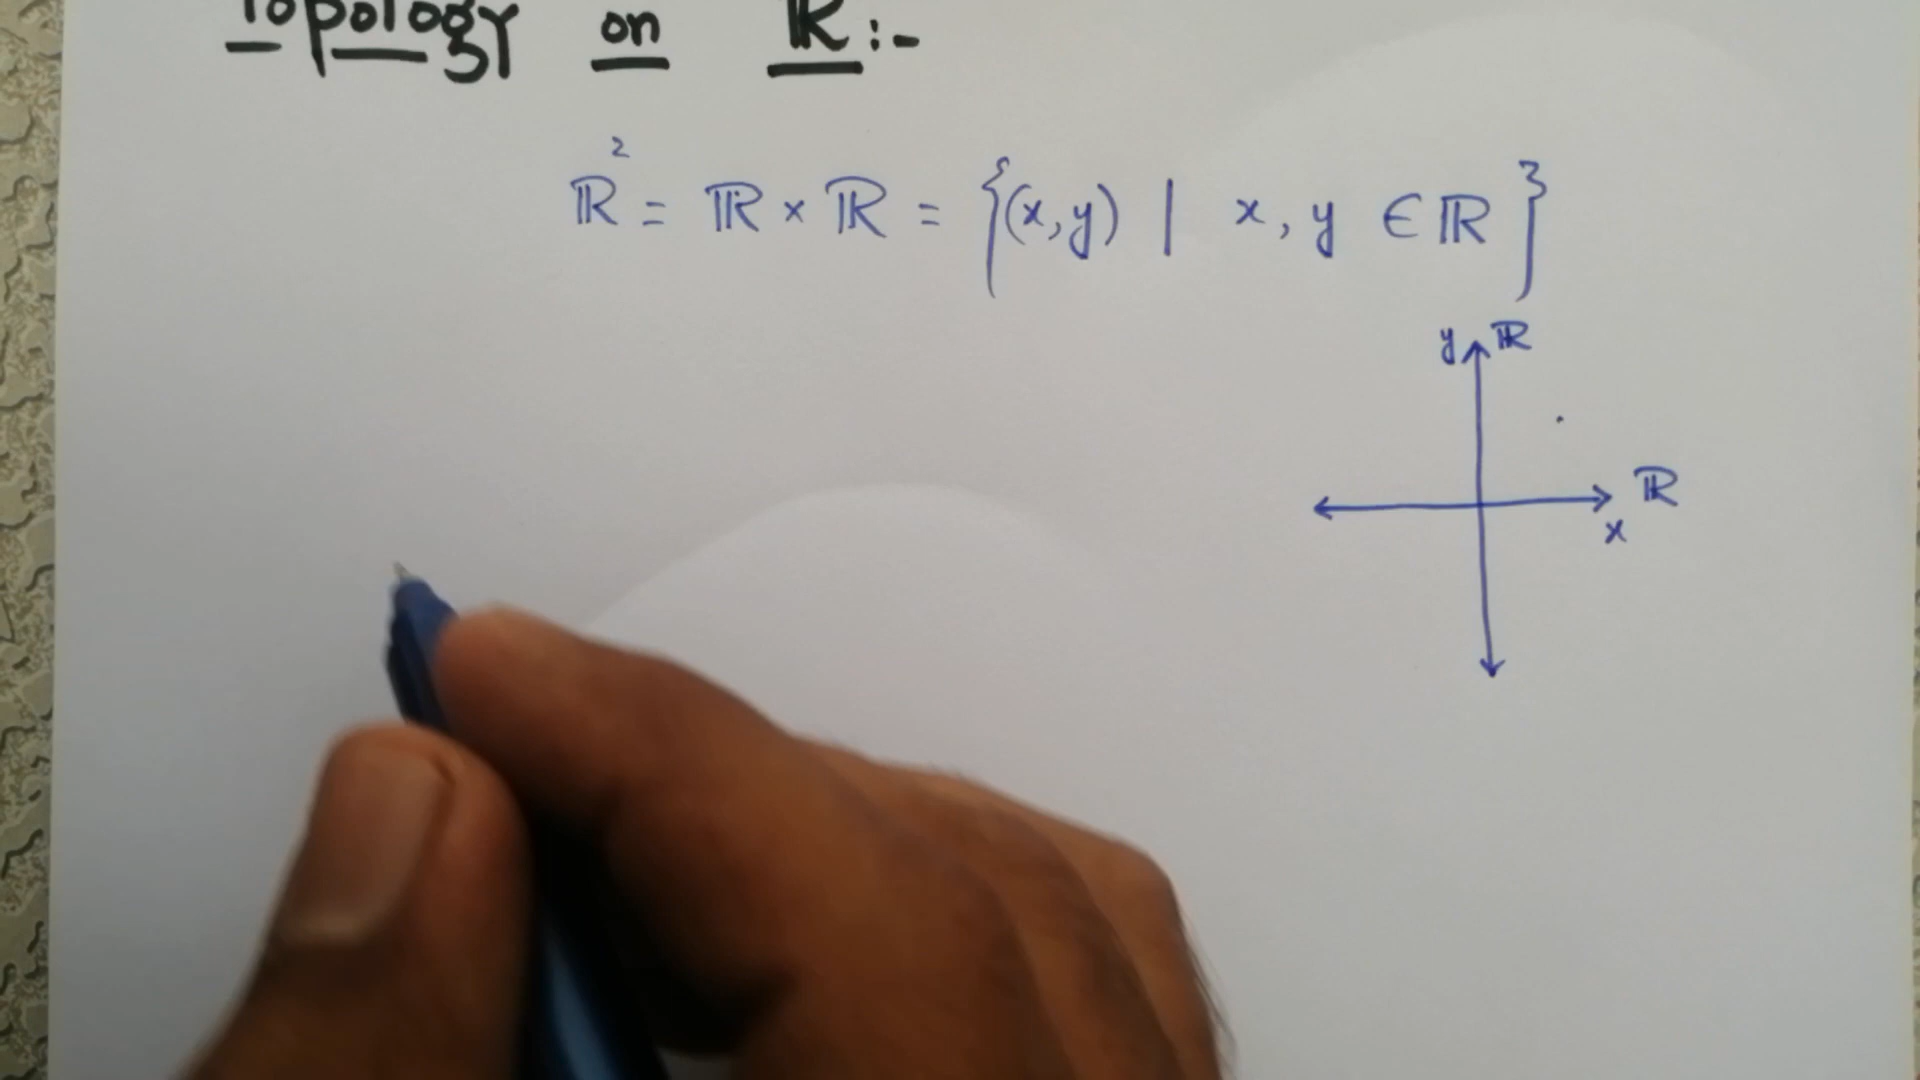 Topology on ℝ :-
ℝ² = ℝ × ℝ = {(x,y) | x, y ∈ ℝ}
y ℝ
ℝ
x